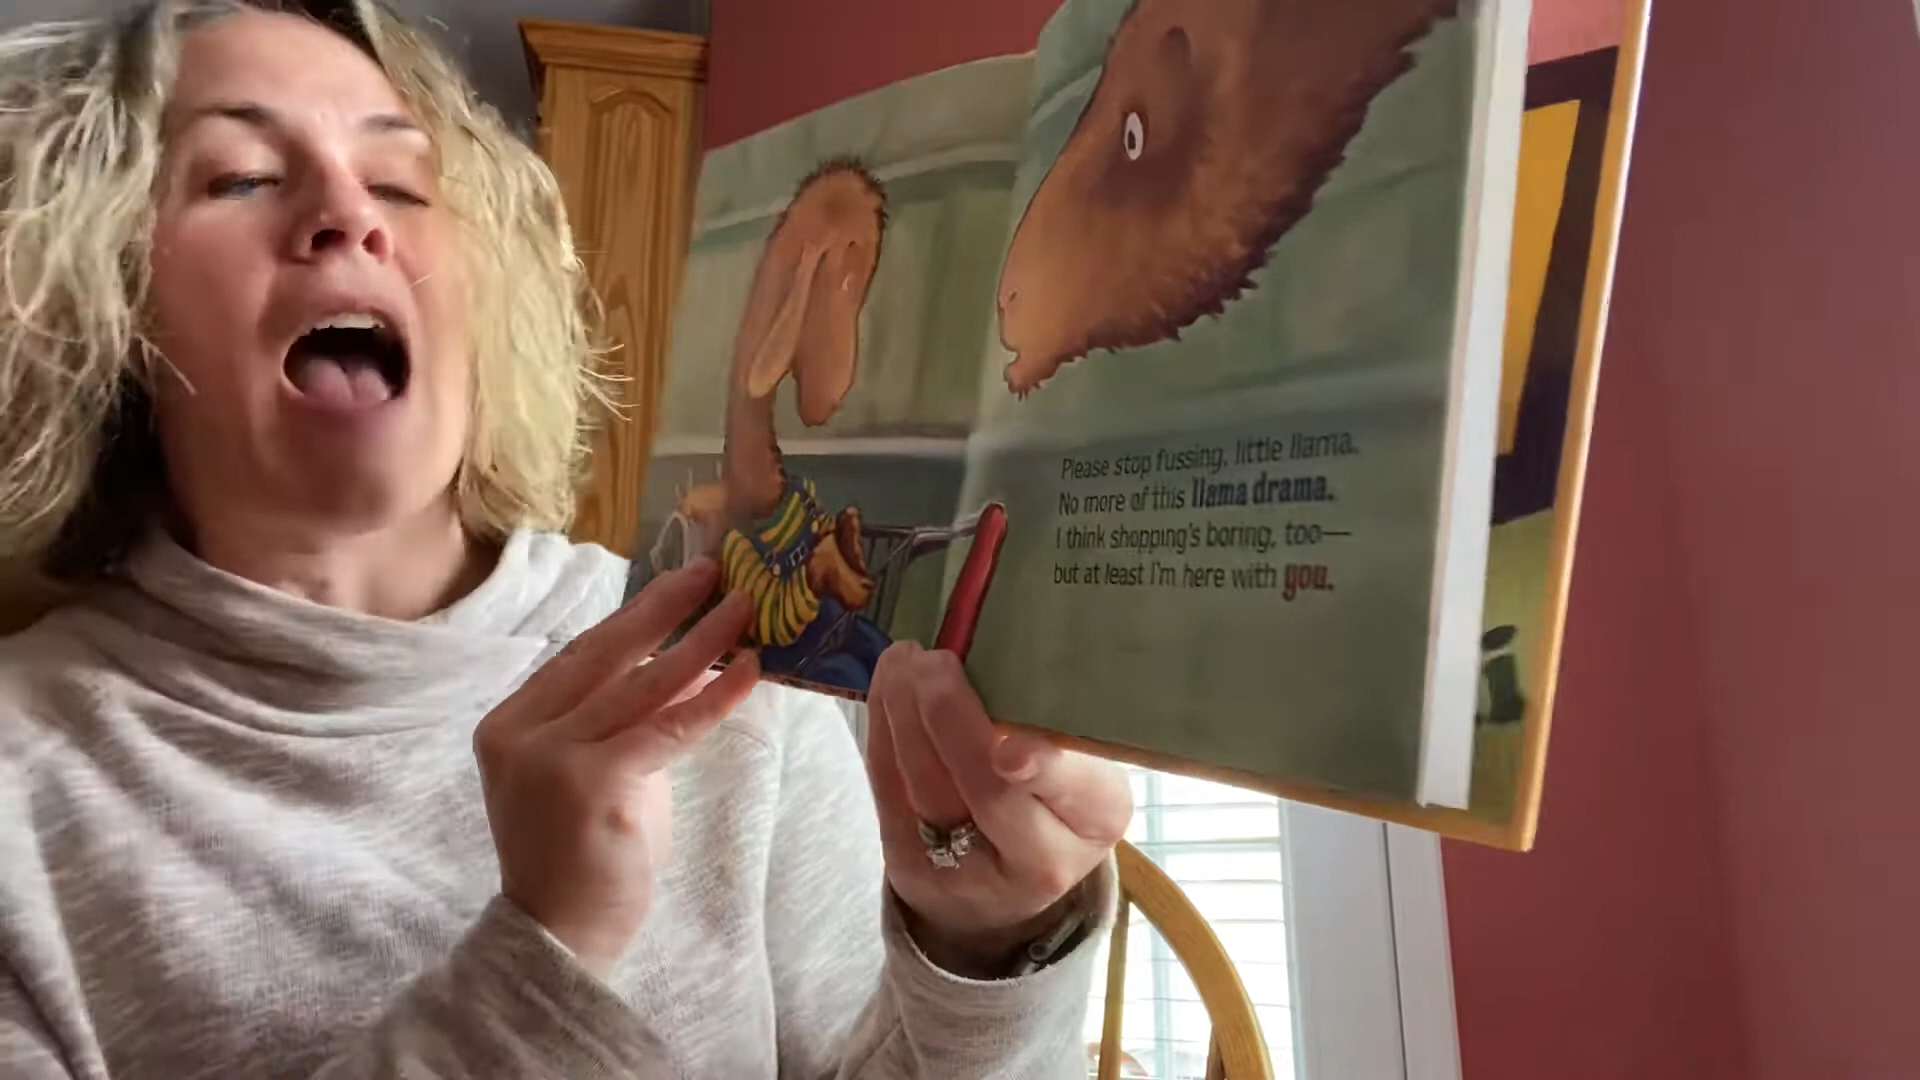 Please stop fussing, little llama.
No more of this llama drama.
I think shopping's boring, too—
but at least I'm here with you.